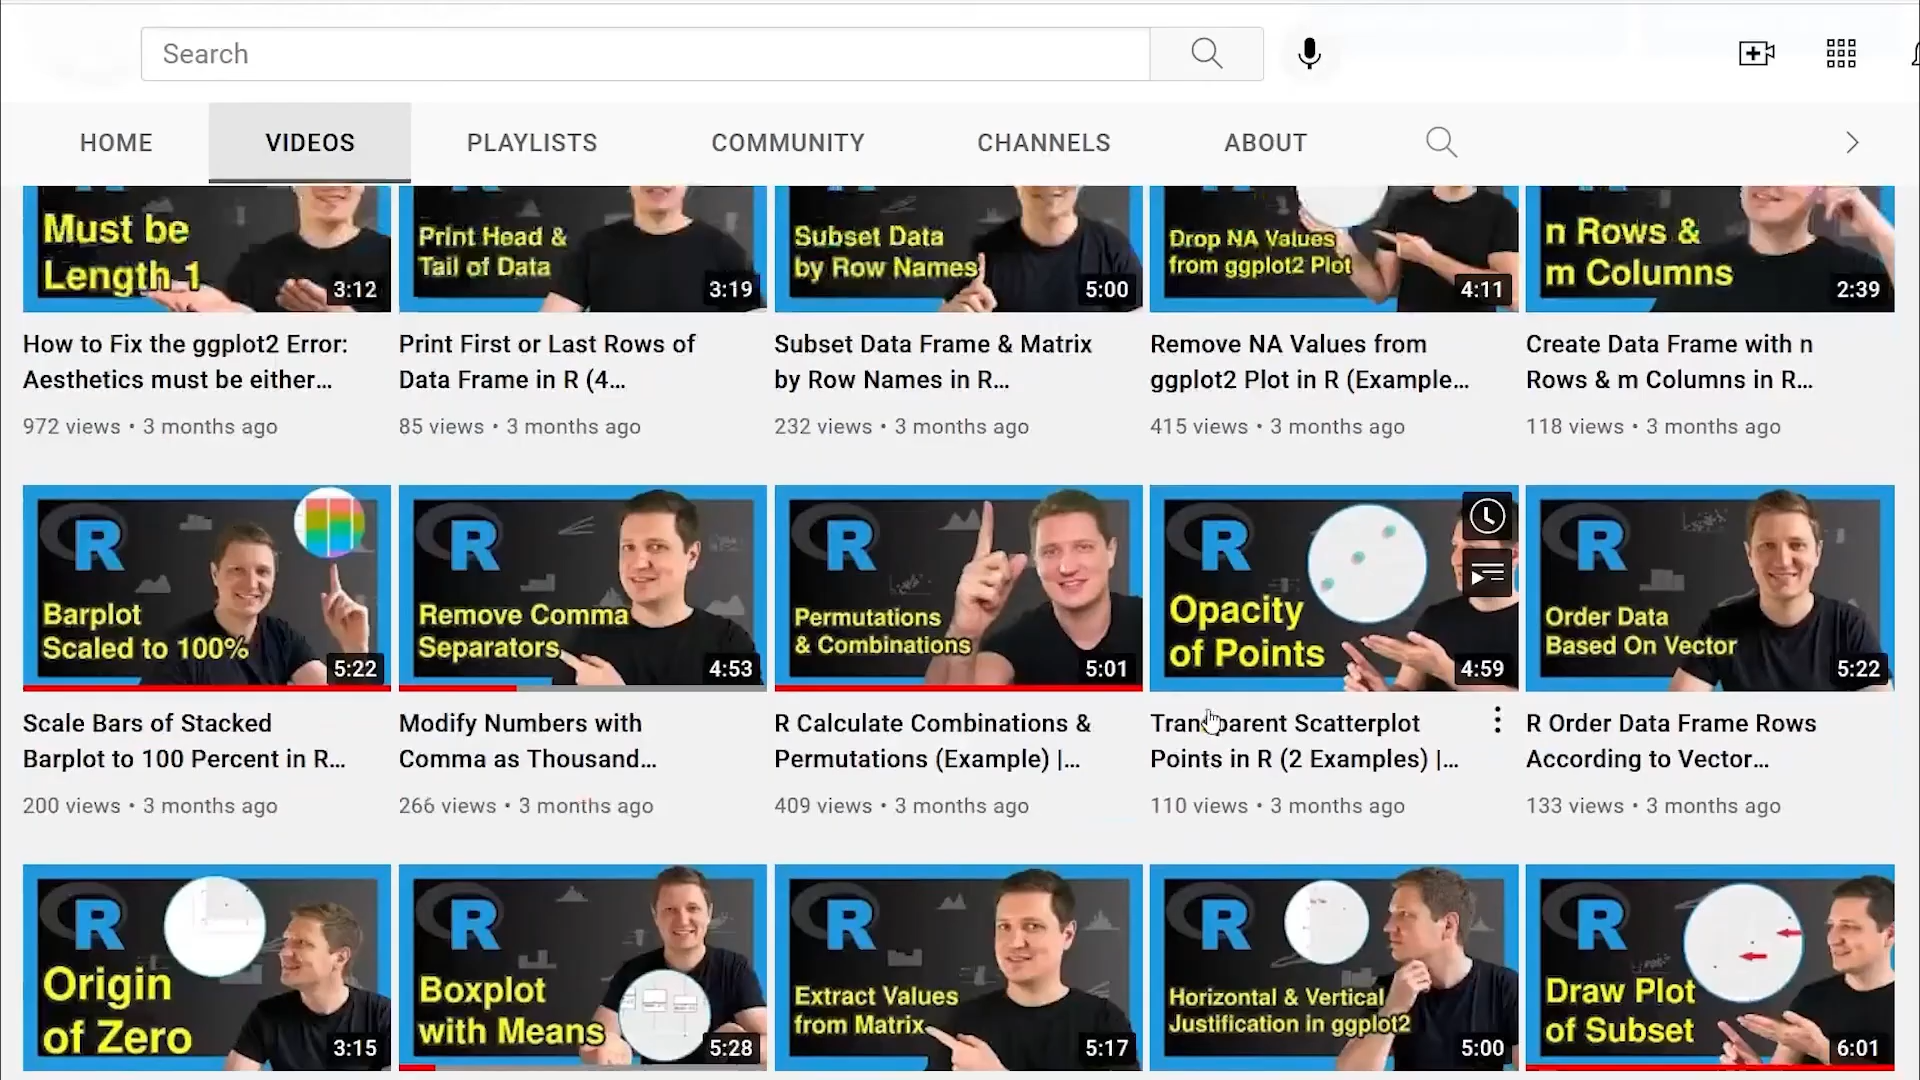 Search
HOME
VIDEOS
PLAYLISTS
COMMUNITY
CHANNELS
ABOUT
Must be
Length 1
3:12
Print Head &
Tail of Data
3:19
Subset Data
by Row Names
5:00
Drop NA Values
from ggplot2 Plot
4:11
n Rows &
m Columns
2:39
How to Fix the ggplot2 Error:
Aesthetics must be either...
972 views • 3 months ago
Print First or Last Rows of
Data Frame in R (4...
85 views • 3 months ago
Subset Data Frame & Matrix
by Row Names in R...
232 views • 3 months ago
Remove NA Values from
ggplot2 Plot in R (Example...
415 views • 3 months ago
Create Data Frame with n
Rows & m Columns in R...
118 views • 3 months ago
R
Barplot
Scaled to 100%
5:22
R
Remove Comma
Separators
4:53
R
Permutations
& Combinations
5:01
R
Opacity
of Points
4:59
R
Order Data
Based On Vector
5:22
Scale Bars of Stacked
Barplot to 100 Percent in R...
200 views • 3 months ago
Modify Numbers with
Comma as Thousand...
266 views • 3 months ago
R Calculate Combinations &
Permutations (Example) |...
409 views • 3 months ago
Transparent Scatterplot
Points in R (2 Examples) |...
110 views • 3 months ago
R Order Data Frame Rows
According to Vector...
133 views • 3 months ago
R
Origin
of Zero
3:15
R
Boxplot
with Means
5:28
R
Extract Values
from Matrix
5:17
R
Horizontal & Vertical
Justification in ggplot2
5:00
R
Draw Plot
of Subset
6:01